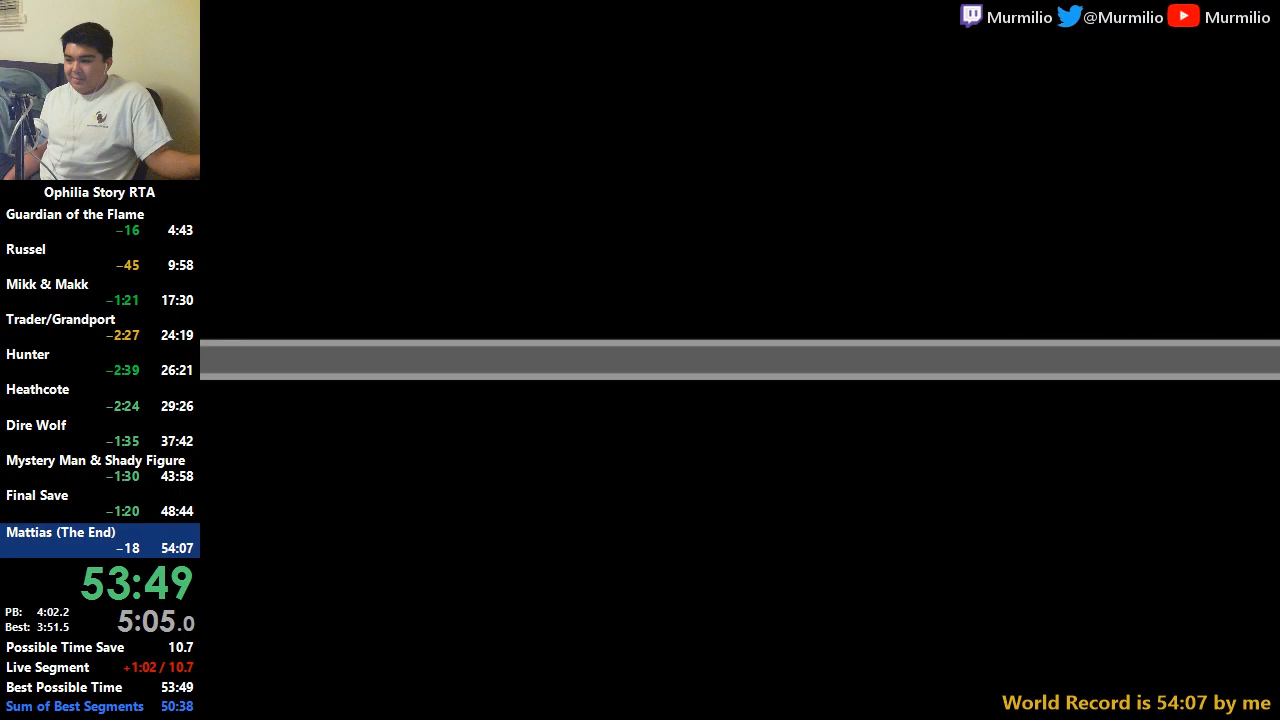 Murmilio @Murmilio Murmilio
Ophilia Story RTA
Guardian of the Flame
−16 4:43
Russel
−45 9:58
Mikk & Makk
−1:21 17:30
Trader/Grandport
−2:27 24:19
Hunter
−2:39 26:21
Heathcote
−2:24 29:26
Dire Wolf
−1:35 37:42
Mystery Man & Shady Figure
−1:30 43:58
Final Save
−1:20 48:44
Mattias (The End)
−18 54:07
53:49
PB: 4:02.2
Best: 3:51.5
5:05.0
Possible Time Save 10.7
Live Segment +1:02 / 10.7
Best Possible Time 53:49
Sum of Best Segments 50:38
World Record is 54:07 by me